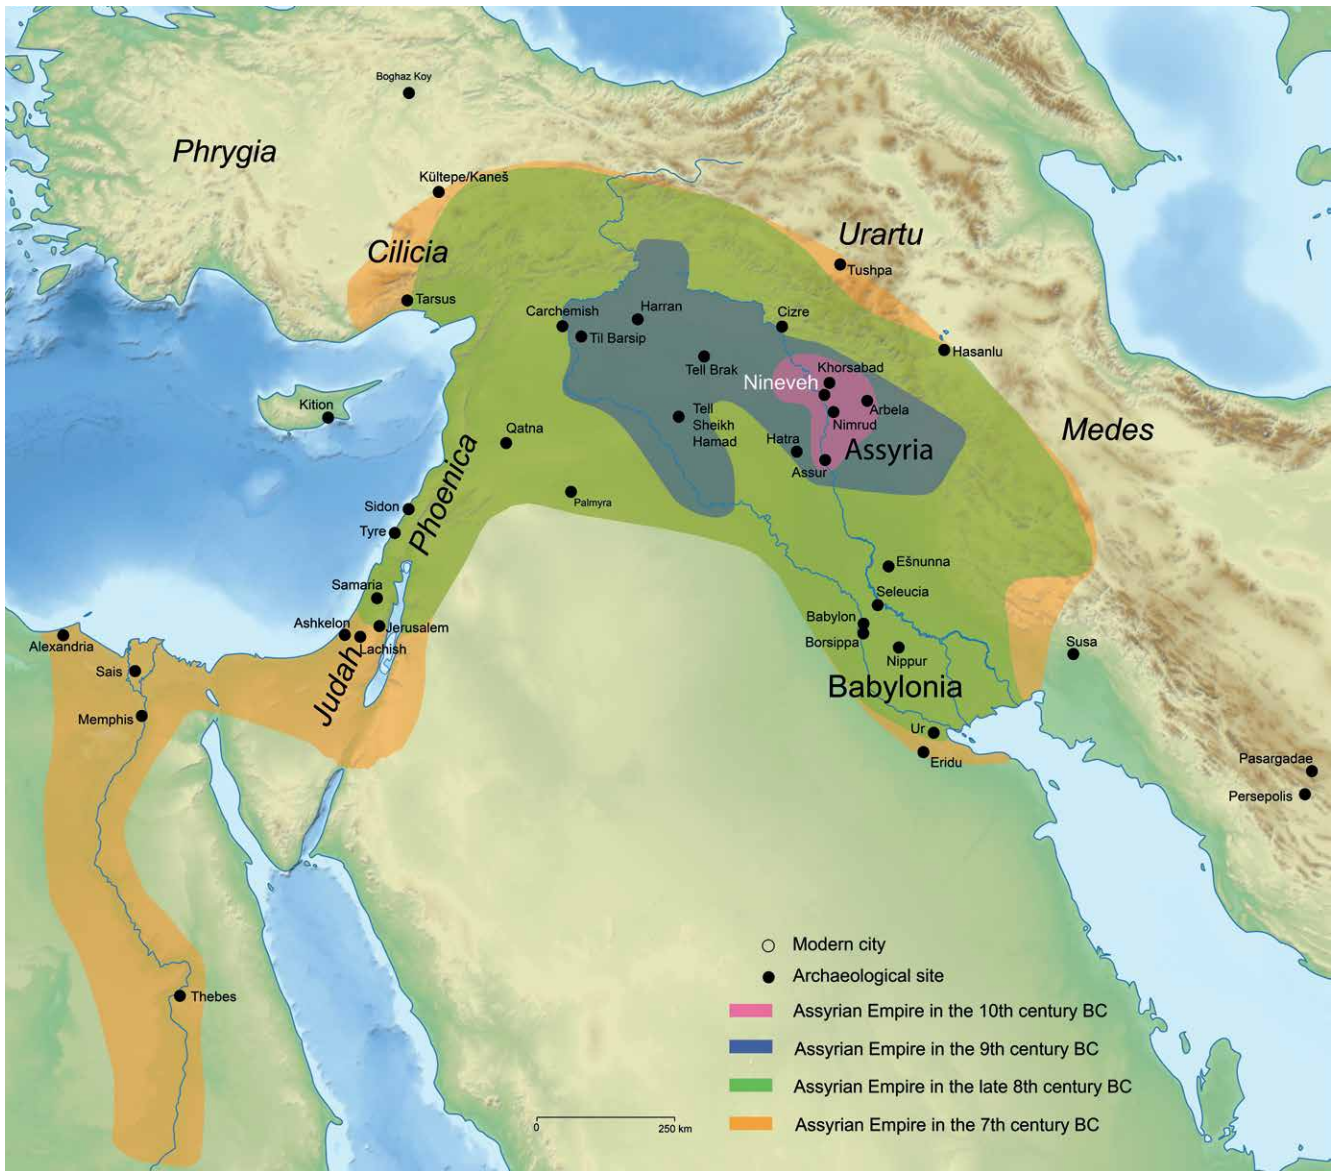 Boghaz Koy
Phrygia
Kültepe/Kaneš
Cilicia
Urartu
Tushpa
Tarsus
Carchemish
Harran
Cizre
Til Barsip
Hasanlu
Tell Brak
Khorsabad
Nineveh
Kition
Arbela
Tell
Sheikh
Hamad
Nimrud
Medes
Qatna
Hatra
Assyria
Assur
Phoenica
Palmyra
Sidon
Tyre
Ešnunna
Samaria
Seleucia
Babylon
Ashkelon
Jerusalem
Alexandria
Borsippa
Susa
Lachish
Sais
Nippur
Judah
Babylonia
Memphis
Ur
Eridu
Pasargadae
Persepolis
Thebes
Modern city
Archaeological site
Assyrian Empire in the 10th century BC
Assyrian Empire in the 9th century BC
Assyrian Empire in the late 8th century BC
Assyrian Empire in the 7th century BC
0
250 km